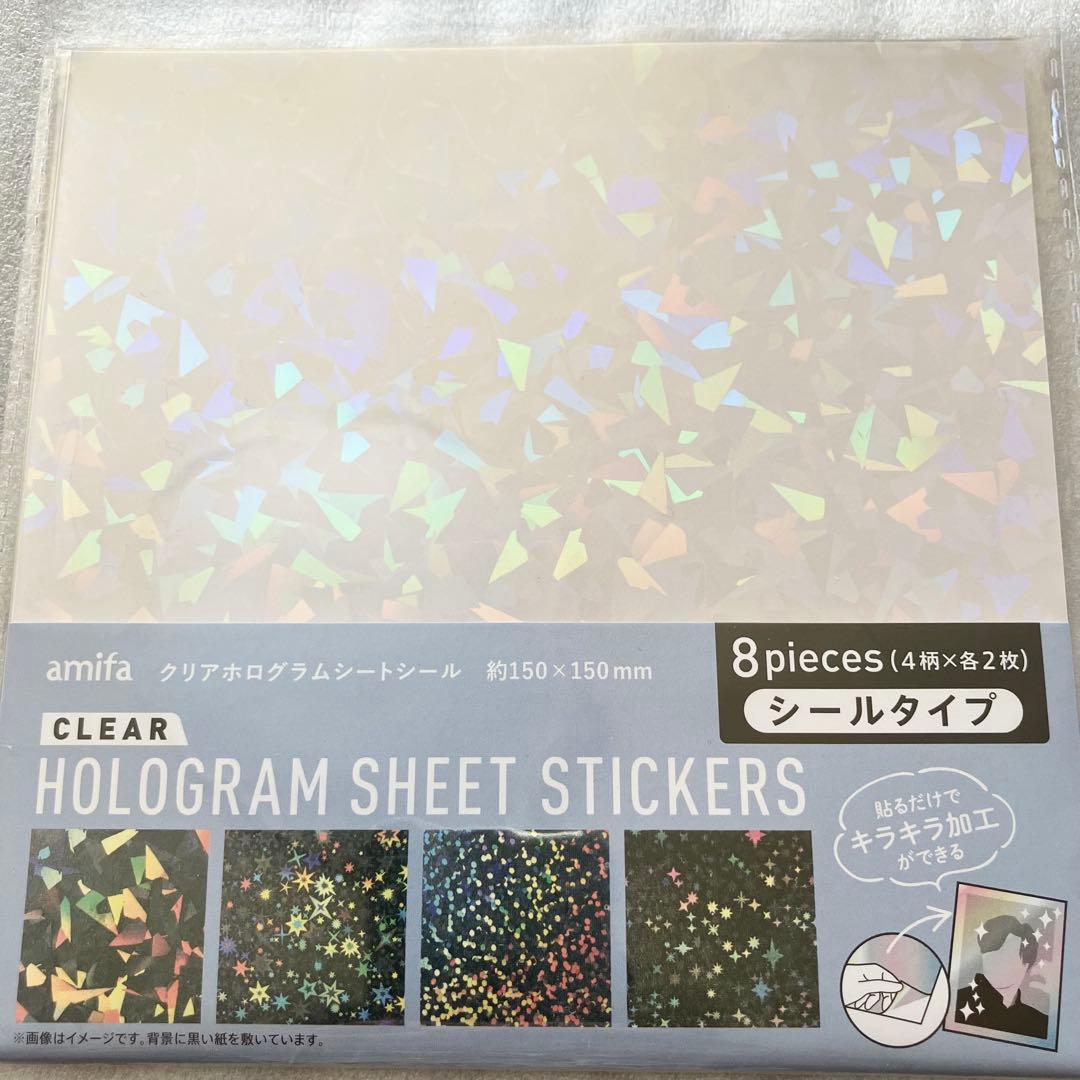 amifa クリアホログラムシートシール 約150×150mm
8pieces(4柄×各2枚)
シールタイプ
CLEAR
HOLOGRAM SHEET STICKERS
貼るだけで
キラキラ加工
ができる
※画像はイメージです。背景に黒い紙を敷いています。